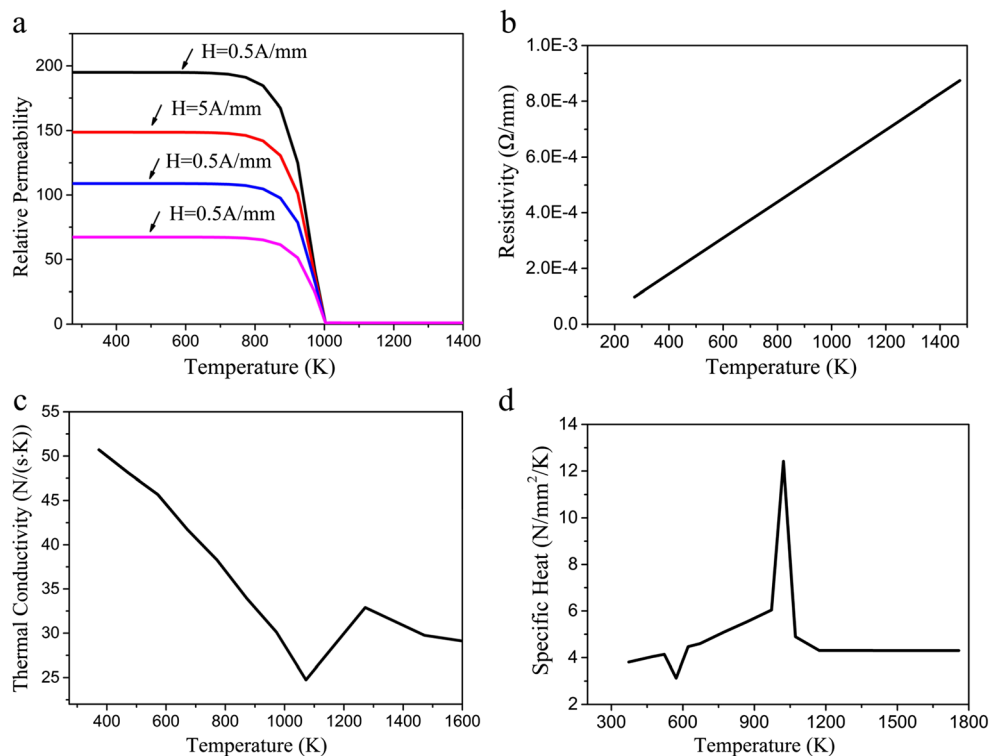 a
H=0.5A/mm
H=5A/mm
H=0.5A/mm
H=0.5A/mm
Relative Permeability
200
150
100
50
0
400 600 800 1000 1200 1400
Temperature (K)
b
Resistivity (Ω/mm)
1.0E-3
8.0E-4
6.0E-4
4.0E-4
2.0E-4
0.0
200 400 600 800 1000 1200 1400
Temperature (K)
c
Thermal Conductivity (N/(s·K))
55
50
45
40
35
30
25
400 600 800 1000 1200 1400 1600
Temperature (K)
d
Specific Heat (N/mm²/K)
14
12
10
8
6
4
2
300 600 900 1200 1500 1800
Temperature (K)